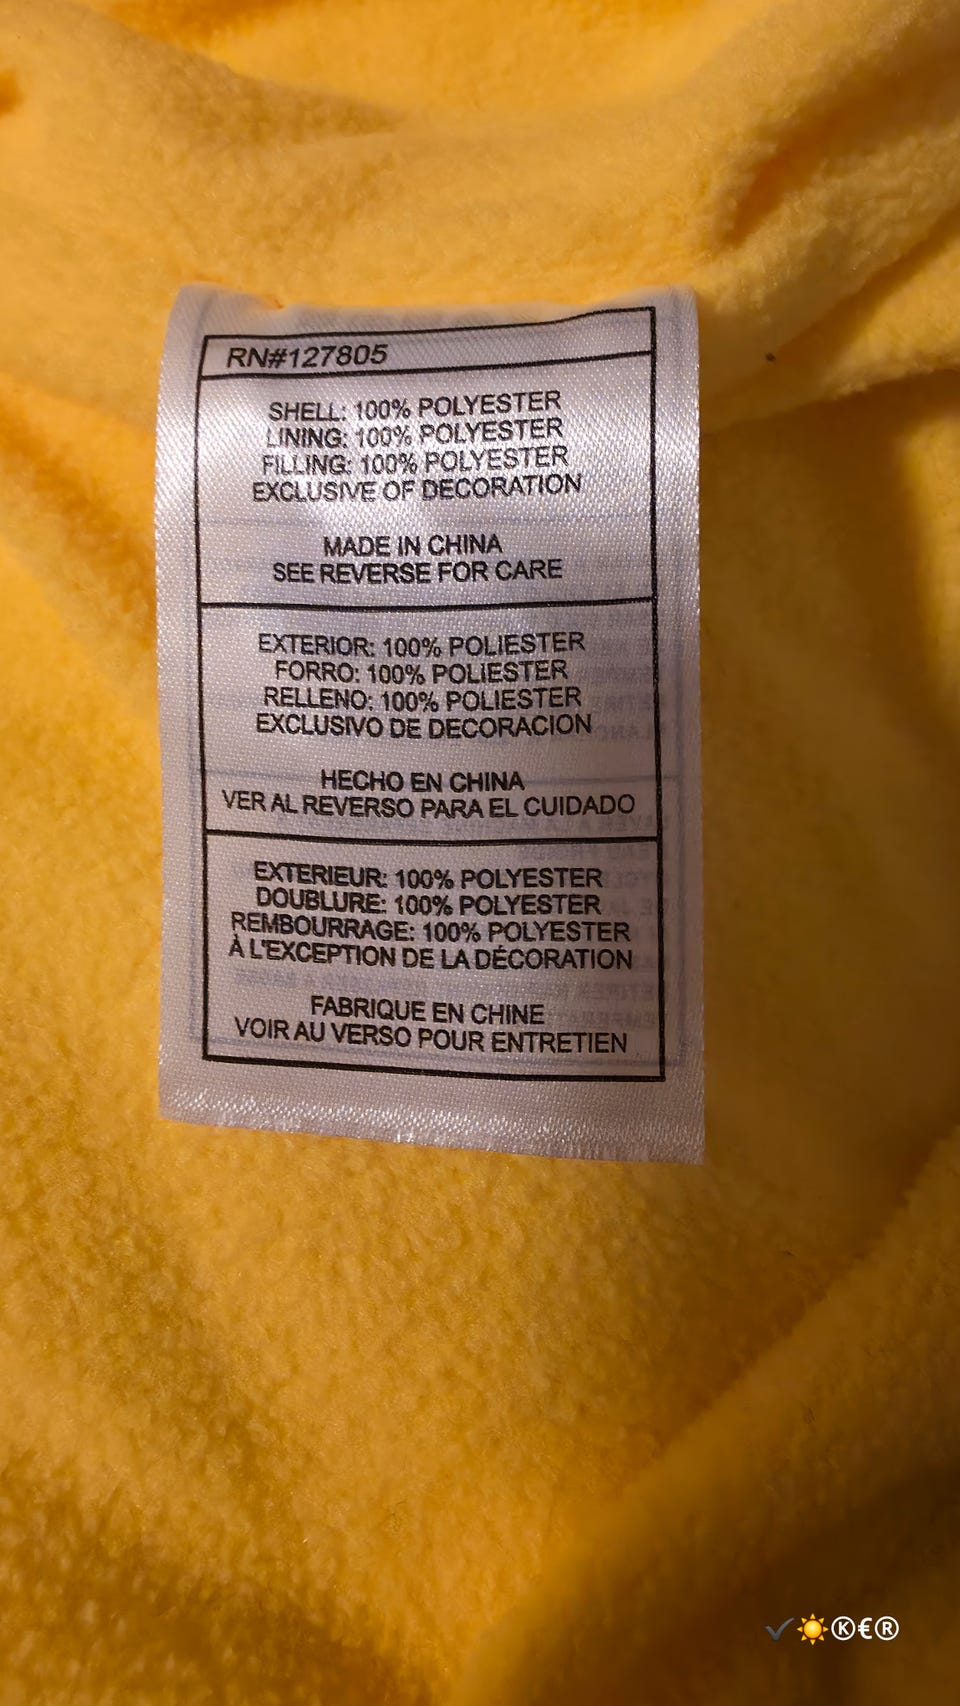 RN#127805
SHELL: 100% POLYESTER
LINING: 100% POLYESTER
FILLING: 100% POLYESTER
EXCLUSIVE OF DECORATION
MADE IN CHINA
SEE REVERSE FOR CARE
EXTERIOR: 100% POLIESTER
FORRO: 100% POLIESTER
RELLENO: 100% POLIESTER
EXCLUSIVO DE DECORACION
HECHO EN CHINA
VER AL REVERSO PARA EL CUIDADO
EXTERIEUR: 100% POLYESTER
DOUBLURE: 100% POLYESTER
REMBOURRAGE: 100% POLYESTER
À L'EXCEPTION DE LA DÉCORATION
FABRIQUE EN CHINE
VOIR AU VERSO POUR ENTRETIEN
✔️☀️Ⓚ€Ⓡ